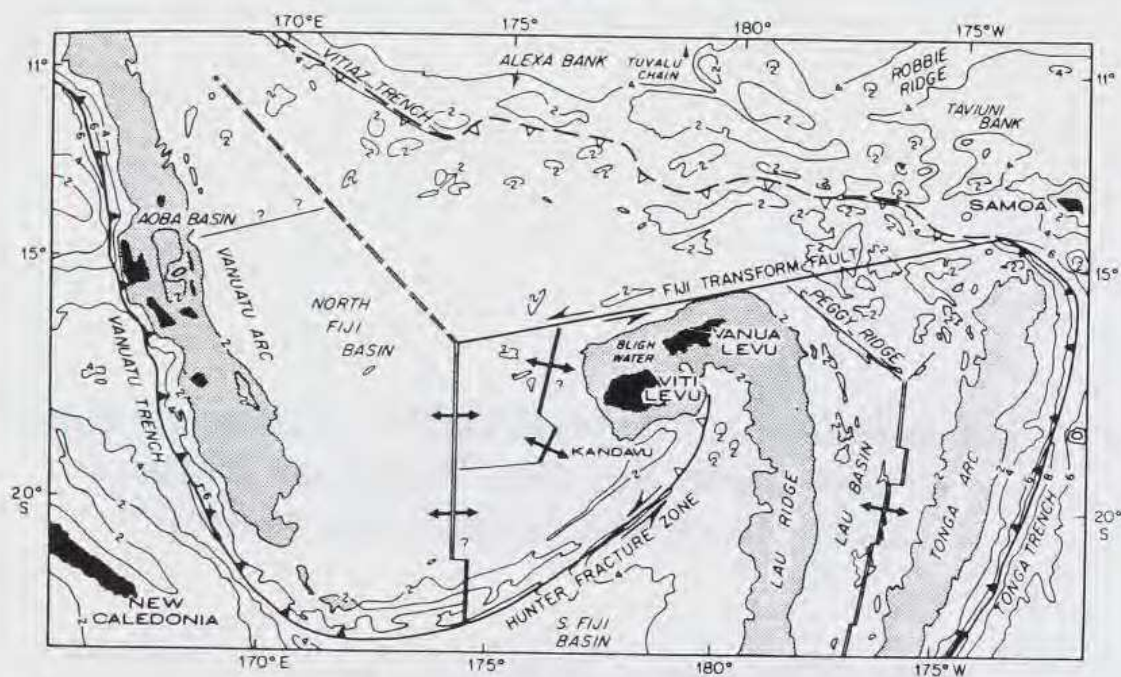 170°E
175°
180°
175°W
11°
11°
VITIAZ TRENCH
ALEXA BANK
TUVALU
CHAIN
ROBBIE
RIDGE
TAVIUNI
BANK
SAMOA
AOBA BASIN
? ?
15°
15°
FIJI TRANSFORM FAULT
PEGGY RIDGE
NORTH
FIJI
BASIN
VANUATU ARC
VANUATU TRENCH
BLIGH
WATER
VANUA
LEVU
VITI
LEVU
?
KANDAVU
?
20°
S
20°
S
LAU
RIDGE
LAU BASIN
TONGA ARC
TONGA TRENCH
HUNTER FRACTURE ZONE
NEW
CALEDONIA
S. FIJI
BASIN
170°E
175°
180°
175°W